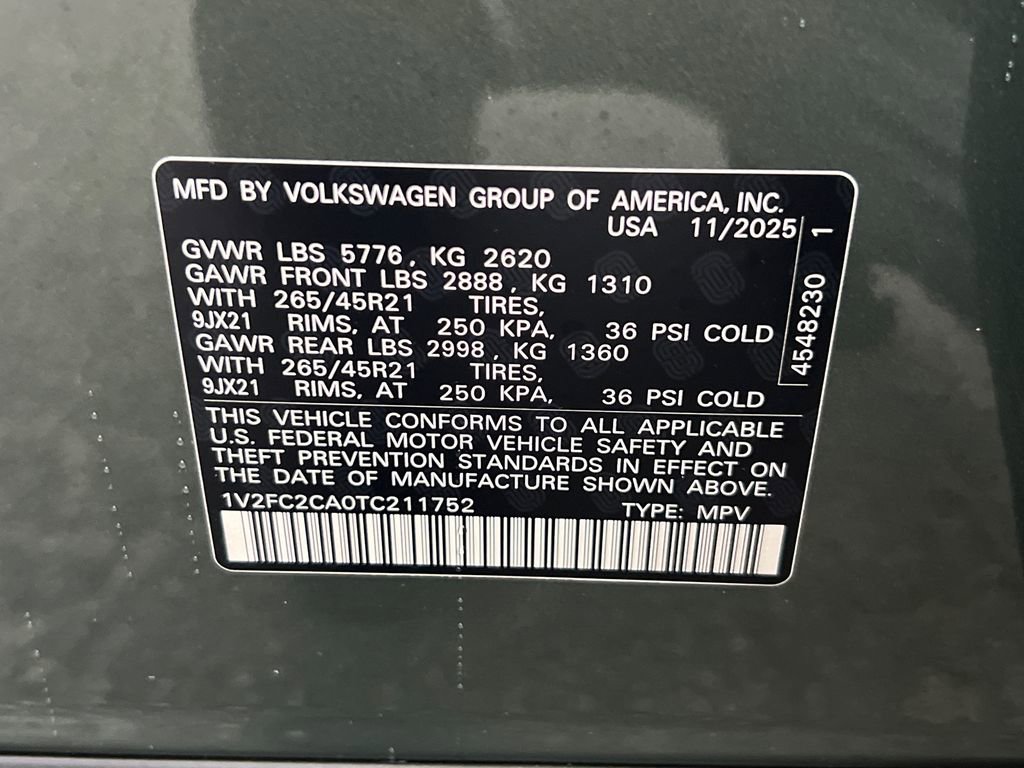 MFD BY VOLKSWAGEN GROUP OF AMERICA, INC.
USA 11/2025
GVWR LBS 5776, KG 2620
GAWR FRONT LBS 2888, KG 1310
WITH 265/45R21 TIRES,
9JX21 RIMS, AT 250 KPA, 36 PSI COLD
GAWR REAR LBS 2998, KG 1360
WITH 265/45R21 TIRES,
9JX21 RIMS, AT 250 KPA, 36 PSI COLD
4548230 1
THIS VEHICLE CONFORMS TO ALL APPLICABLE
U.S. FEDERAL MOTOR VEHICLE SAFETY AND
THEFT PREVENTION STANDARDS IN EFFECT ON
THE DATE OF MANUFACTURE SHOWN ABOVE.
1V2FC2CA0TC211752 TYPE: MPV